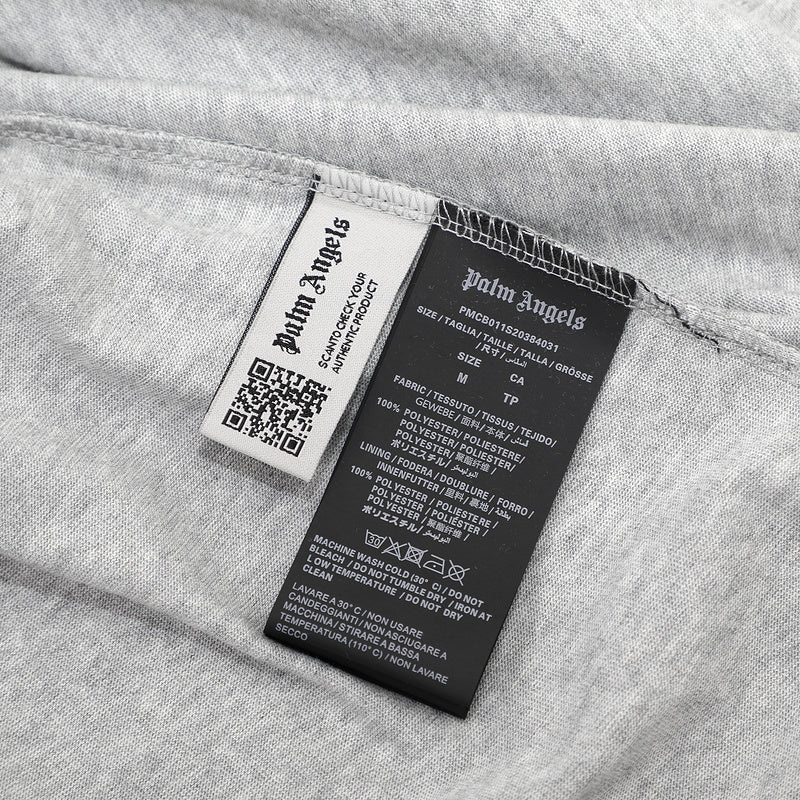 Palm Angels
SCAN TO CHECK YOUR
AUTHENTIC PRODUCT
Palm Angels
PMCB011S20384031
SIZE / TAGLIA / TAILLE / TALLA / GRÖSSE
/ 尺寸 / المقاس
SIZE CA
M TP
FABRIC / TESSUTO / TISSUS / TEJIDO/
GEWEBE / 面料 / 本体 / قماش
100% POLYESTER/ POLIESTERE/
POLYESTER / POLIÉSTER /
POLYESTER / 聚酯纤维 /
ポリエステル / البوليستر
LINING / FODERA / DOUBLURE / FORRO /
INNENFUTTER / 里料 / 裏地 / بطانة
100% POLYESTER / POLIESTERE /
POLYESTER / POLIÉSTER /
POLYESTER / 聚酯纤维 /
ポリエステル / البوليستر
30
MACHINE WASH COLD (30° C) / DO NOT
BLEACH / DO NOT TUMBLE DRY / IRON AT
LOW TEMPERATURE / DO NOT DRY
CLEAN
LAVARE A 30° C / NON USARE
CANDEGGIANTI / NON ASCIUGARE A
MACCHINA / STIRARE A BASSA
TEMPERATURA (110° C) / NON LAVARE
SECCO